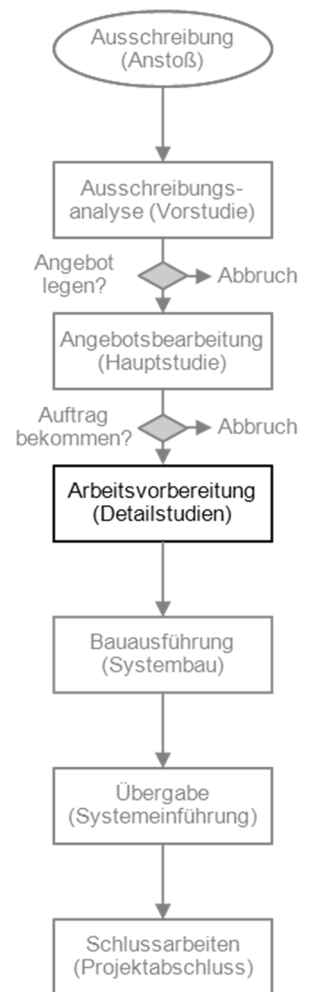 Ausschreibung
(Anstoß)
Ausschreibungs-
analyse (Vorstudie)
Angebot
legen?
Abbruch
Angebotsbearbeitung
(Hauptstudie)
Auftrag
bekommen?
Abbruch
Arbeitsvorbereitung
(Detailstudien)
Bauausführung
(Systembau)
Übergabe
(Systemeinführung)
Schlussarbeiten
(Projektabschluss)